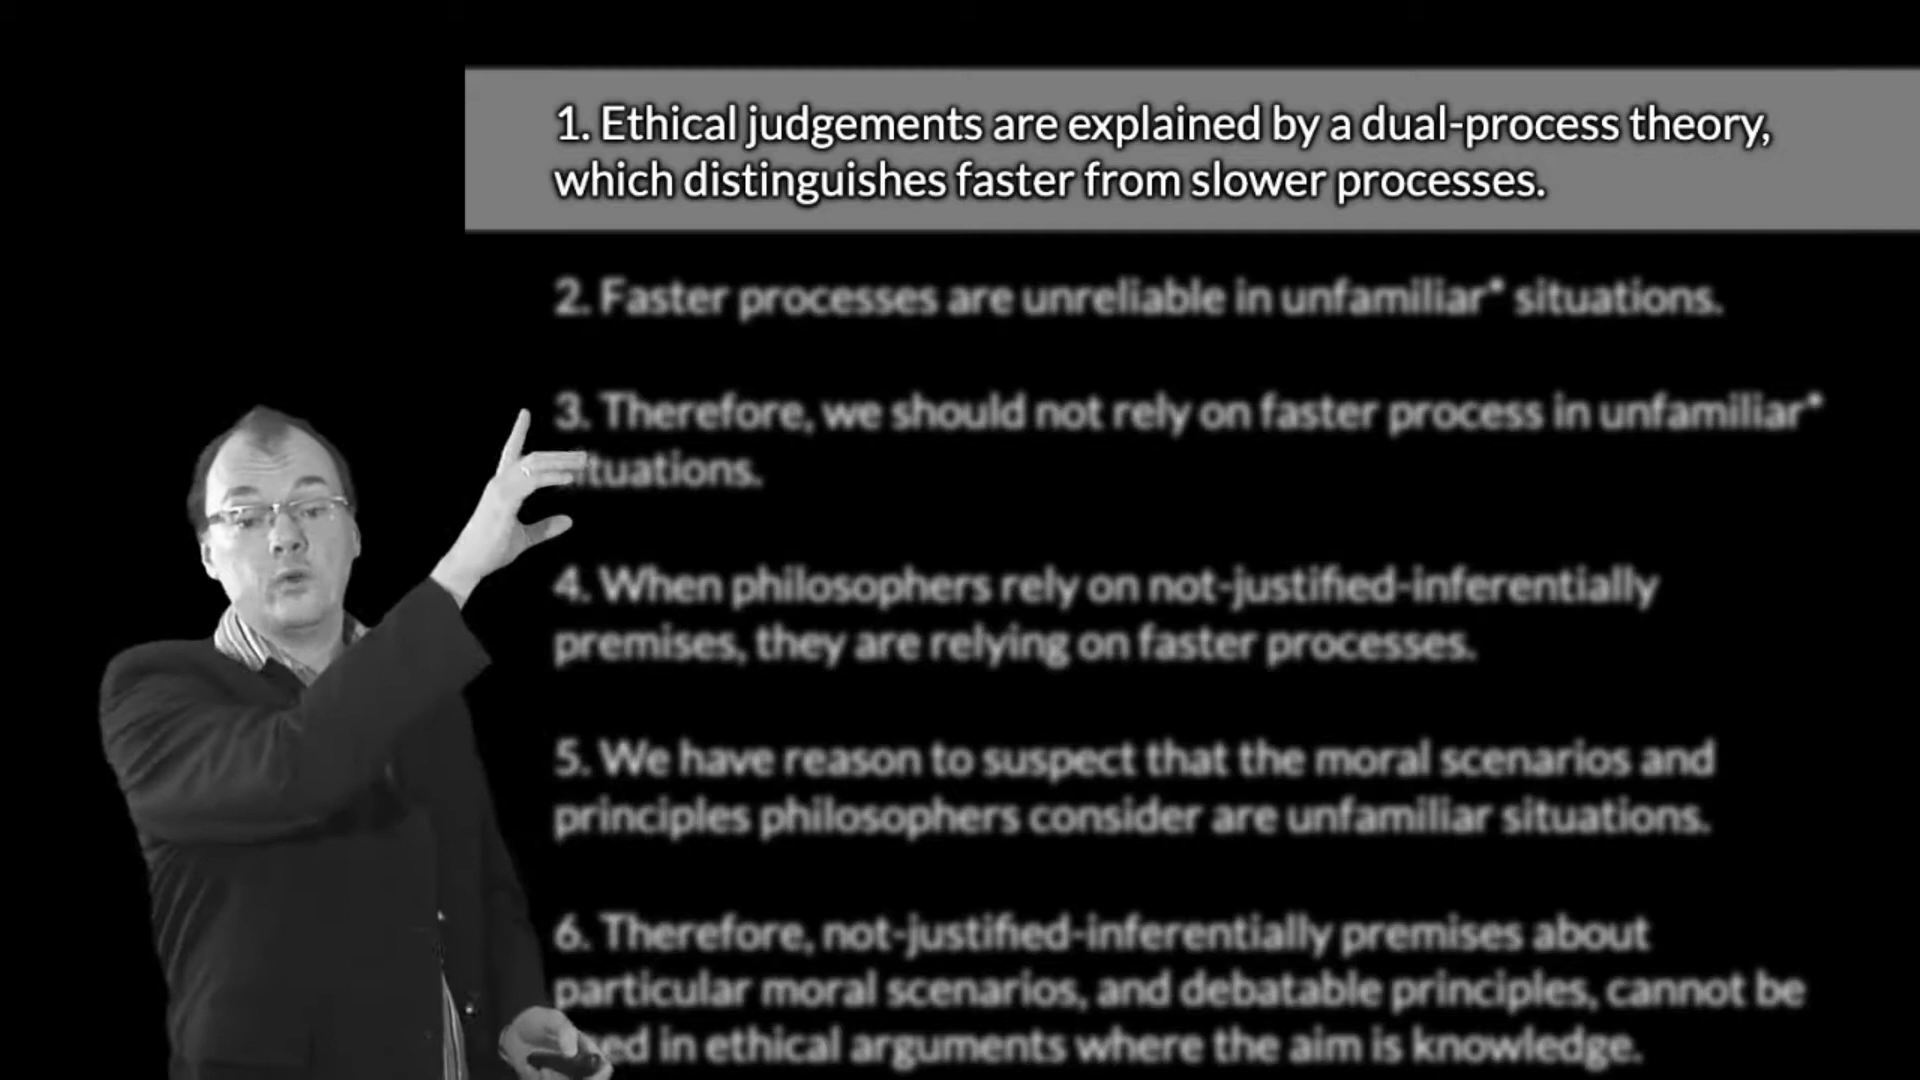 1. Ethical judgements are explained by a dual-process theory,
which distinguishes faster from slower processes.
2. Faster processes are unreliable in unfamiliar* situations.
3. Therefore, we should not rely on faster process in unfamiliar*
situations.
4. When philosophers rely on not-justified-inferentially
premises, they are relying on faster processes.
5. We have reason to suspect that the moral scenarios and
principles philosophers consider are unfamiliar situations.
6. Therefore, not-justified-inferentially premises about
particular moral scenarios, and debatable principles, cannot be
used in ethical arguments where the aim is knowledge.